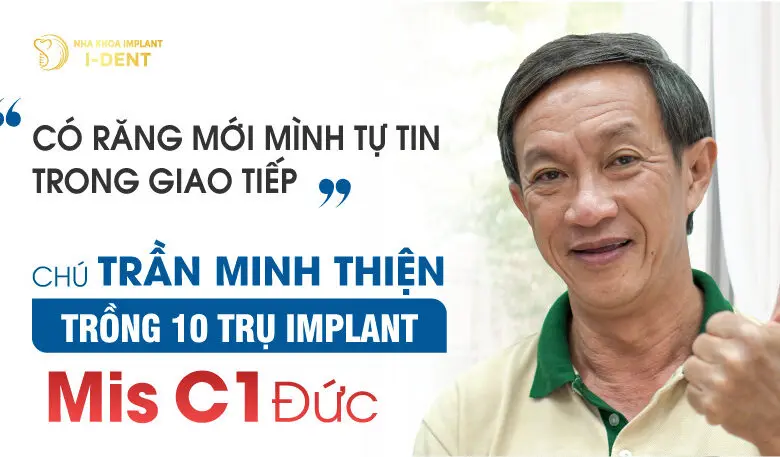 NHA KHOA IMPLANT
I-DENT
“ CÓ RĂNG MỚI MÌNH TỰ TIN
TRONG GIAO TIẾP ”
CHÚ TRẦN MINH THIỆN
TRỒNG 10 TRỤ IMPLANT
Mis C1 Đức